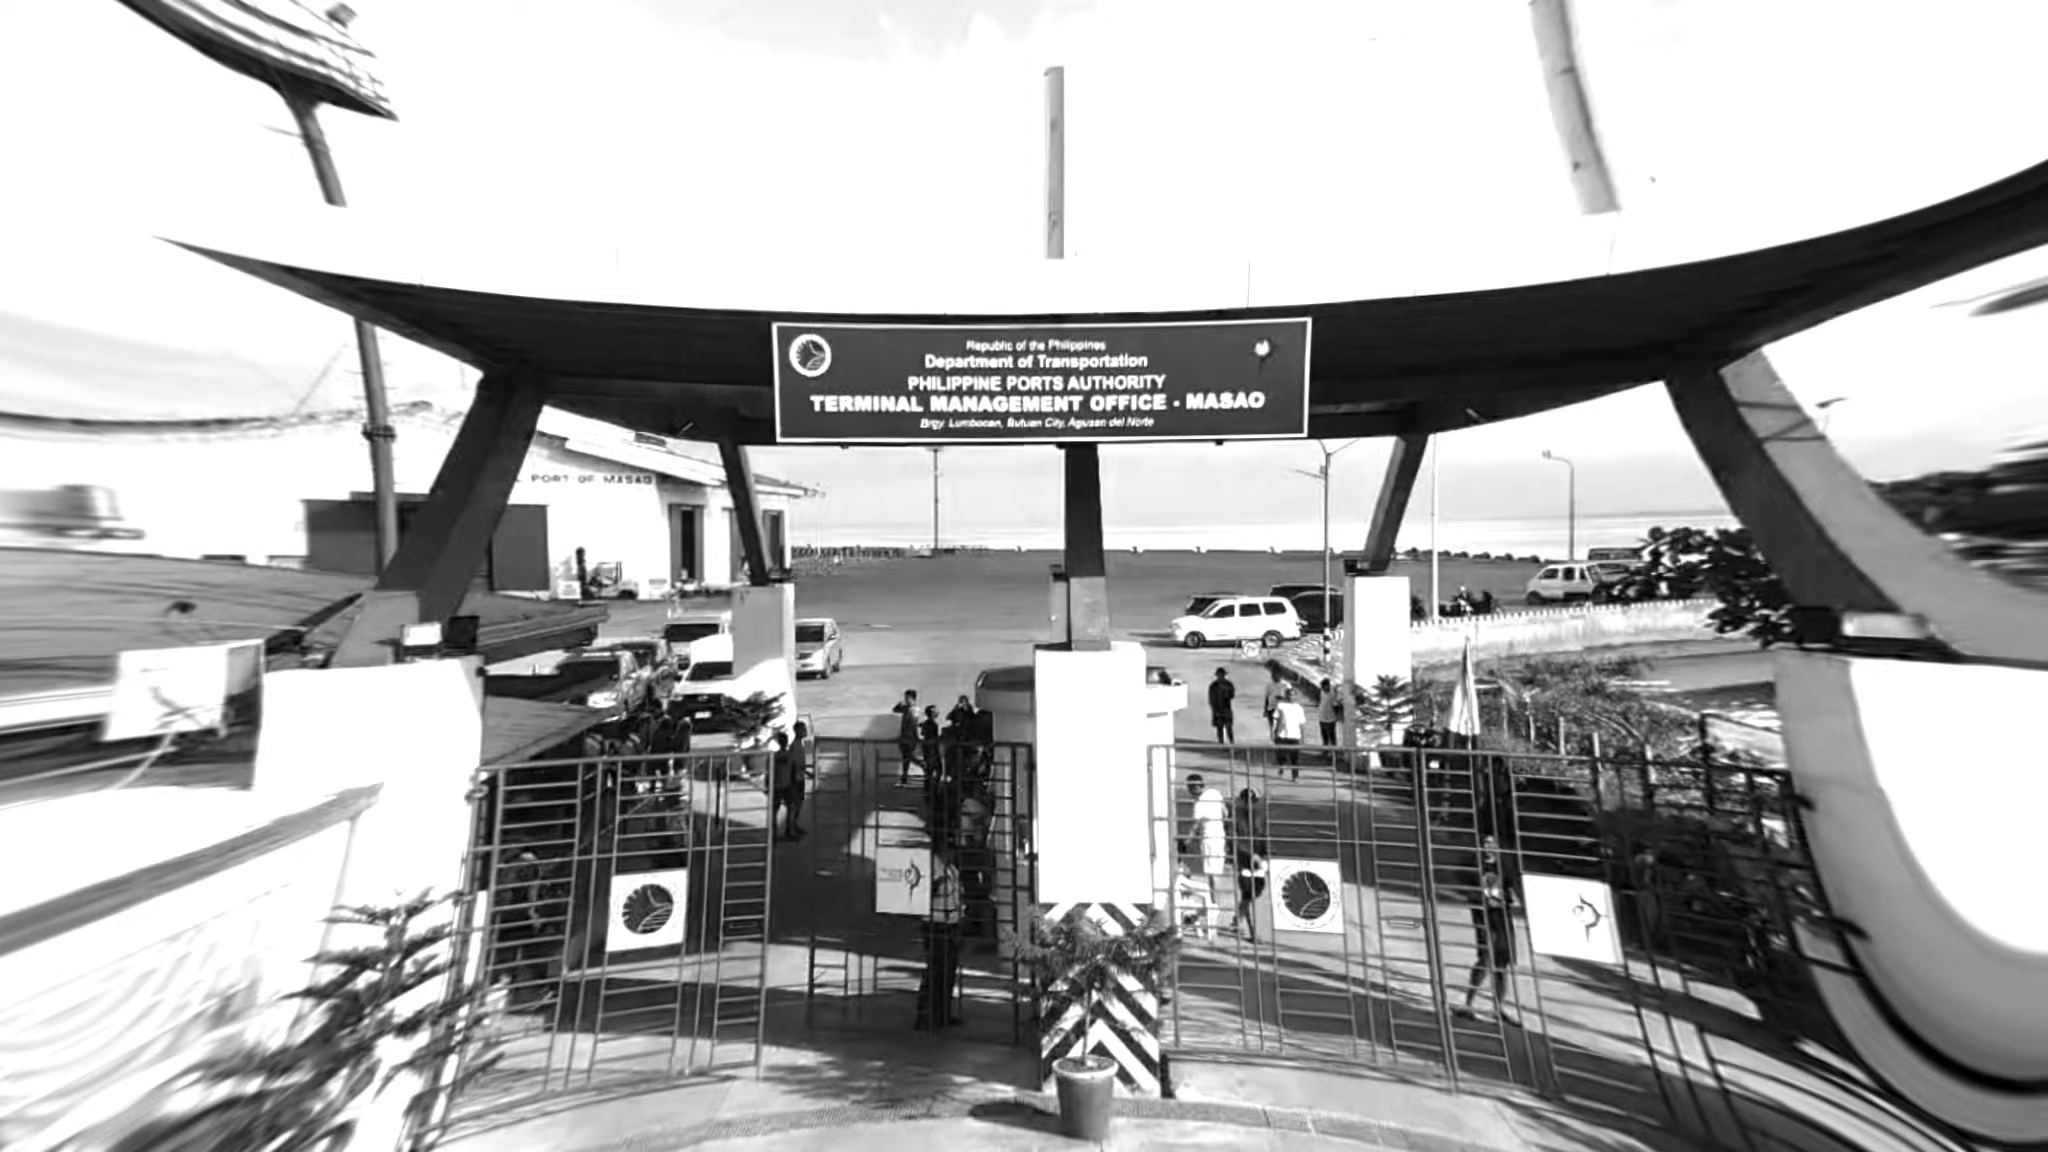 Republic of the Philippines
Department of Transportation
PHILIPPINE PORTS AUTHORITY
TERMINAL MANAGEMENT OFFICE - MASAO
Brgy. Lumbocan, Butuan City, Agusan del Norte
PORT OF MASAO